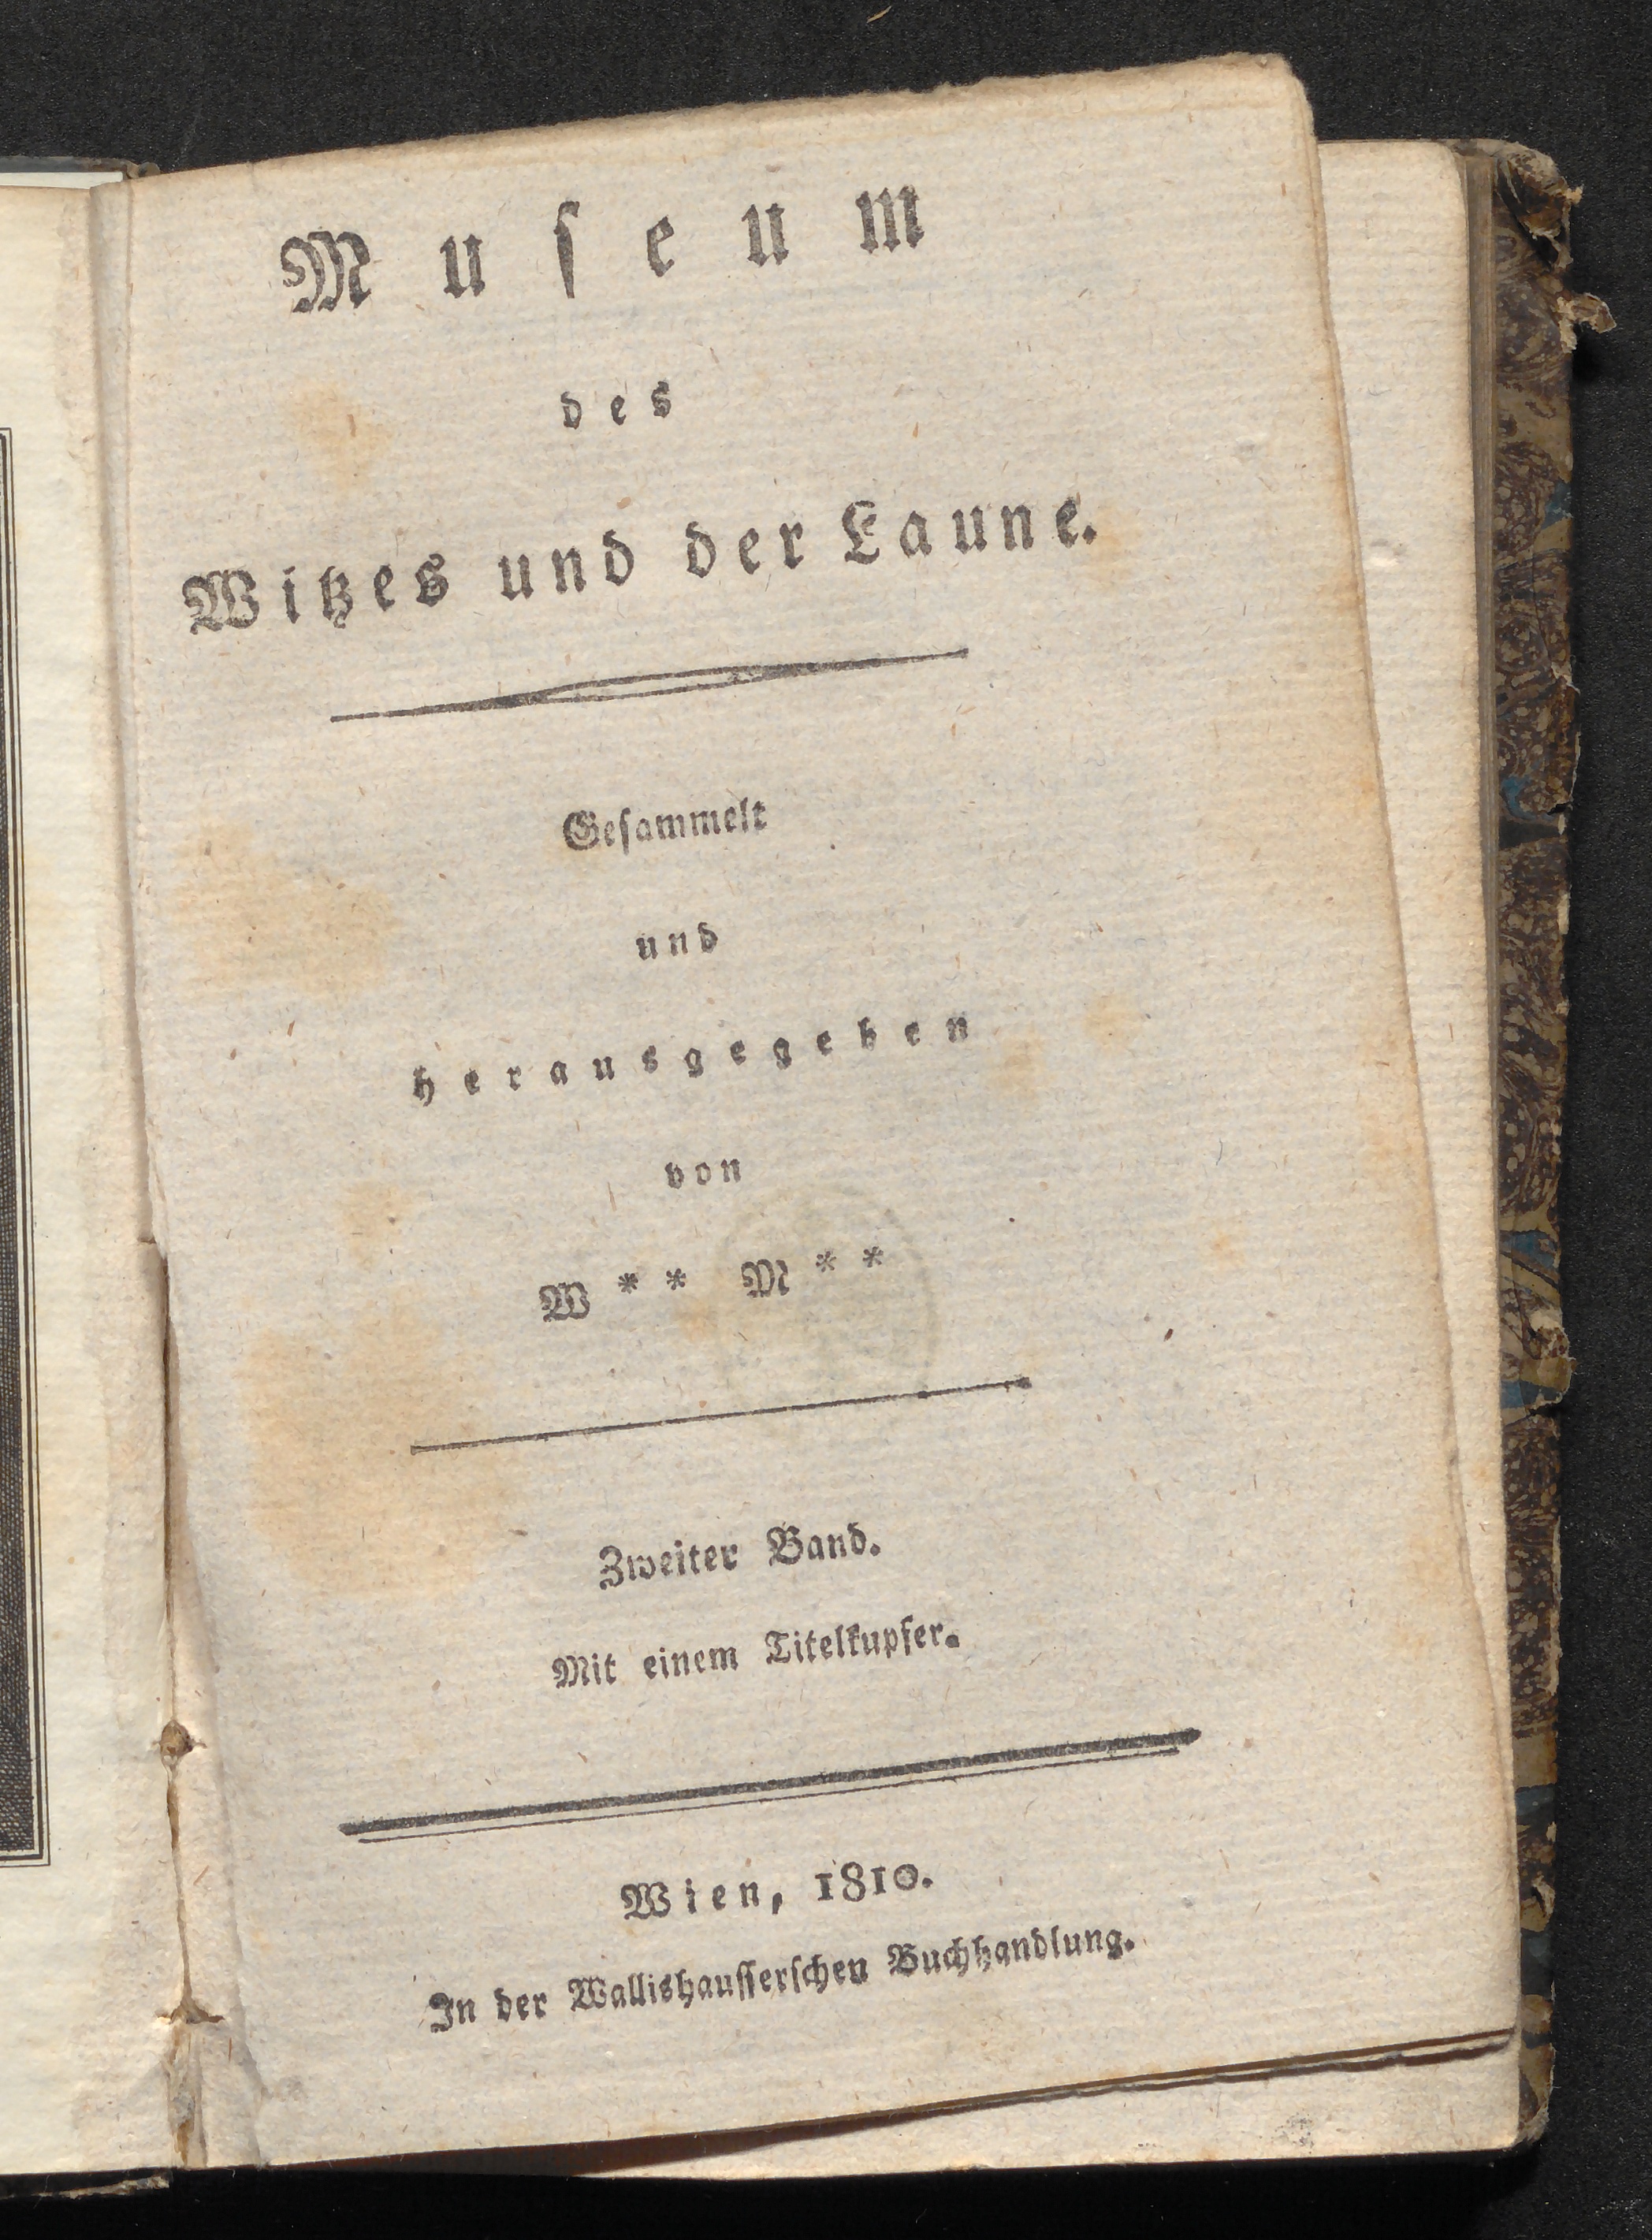 Museum
des
Witzes und der Laune.
Gesammelt
und
herausgegeben
von
W * * M * *
Zweiter Band.
Mit einem Titelkupfer.
Wien, 1810.
In der Wallishausserschen Buchhandlung.